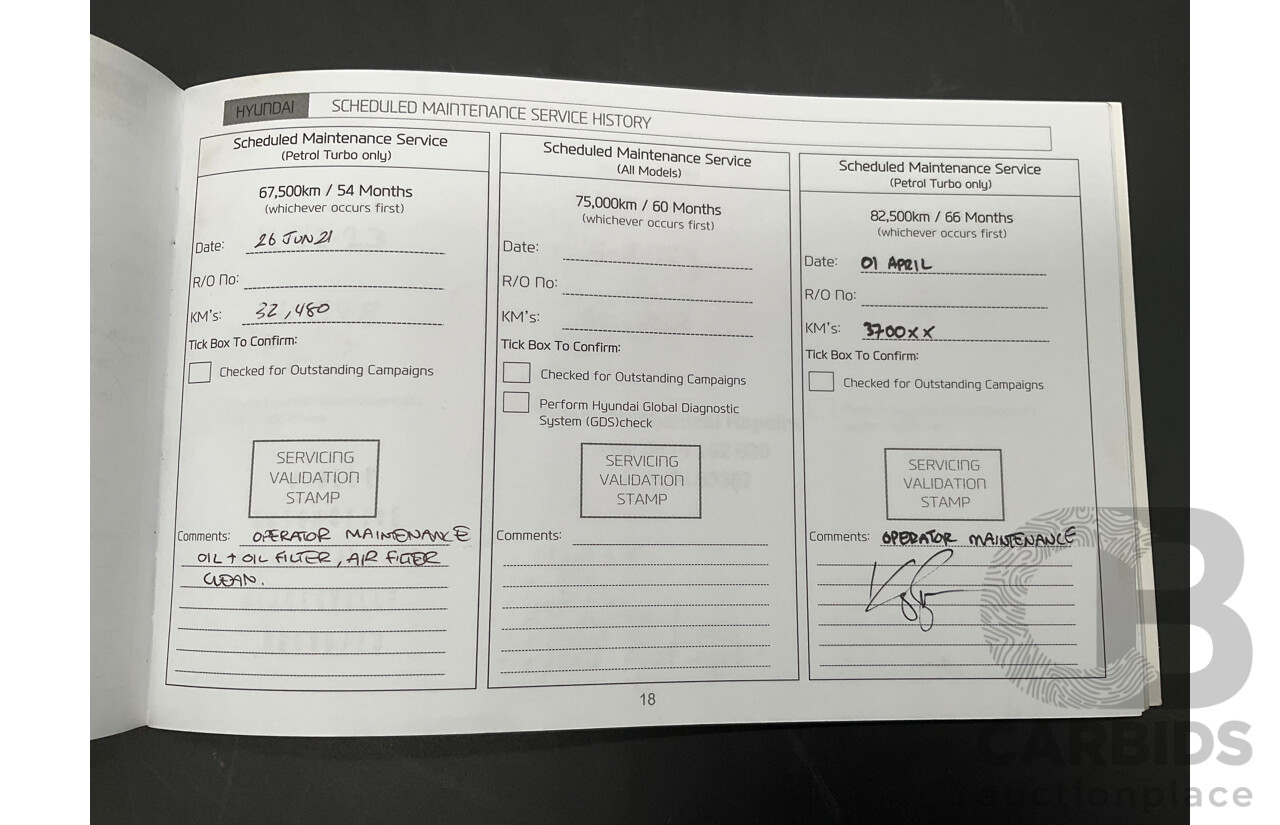 HYUNDAI SCHEDULED MAINTENANCE SERVICE HISTORY
Scheduled Maintenance Service
(Petrol Turbo only)
67,500km / 54 Months
(whichever occurs first)
Date: 26 JUN 21
R/O No:
KM's: 32,480
Tick Box To Confirm:
Checked for Outstanding Campaigns
SERVICING
VALIDATION
STAMP
Comments: OPERATOR MAINTENANCE
OIL + OIL FILTER, AIR FILTER
CLEAN.
Scheduled Maintenance Service
(All Models)
75,000km / 60 Months
(whichever occurs first)
Date:
R/O No:
KM's:
Tick Box To Confirm:
Checked for Outstanding Campaigns
Perform Hyundai Global Diagnostic
System (GDS)check
SERVICING
VALIDATION
STAMP
Comments:
Scheduled Maintenance Service
(Petrol Turbo only)
82,500km / 66 Months
(whichever occurs first)
Date: 01 APRIL
R/O No:
KM's: 3700XX
Tick Box To Confirm:
Checked for Outstanding Campaigns
SERVICING
VALIDATION
STAMP
Comments: OPERATOR MAINTENANCE
18
CARBIDS
auctionplace